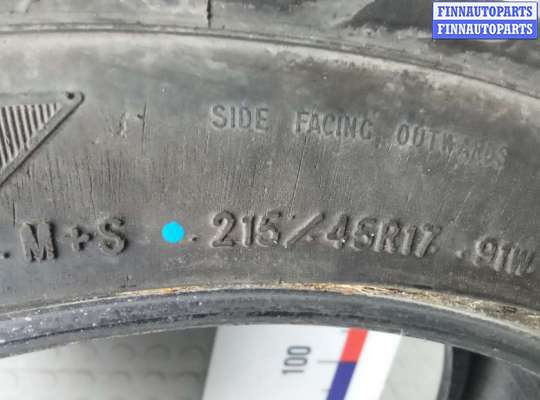 FINNAUTOPARTS
FINNAUTOPARTS
SIDE FACING OUTWARDS
M+S . 215/45R17 . 91W
100